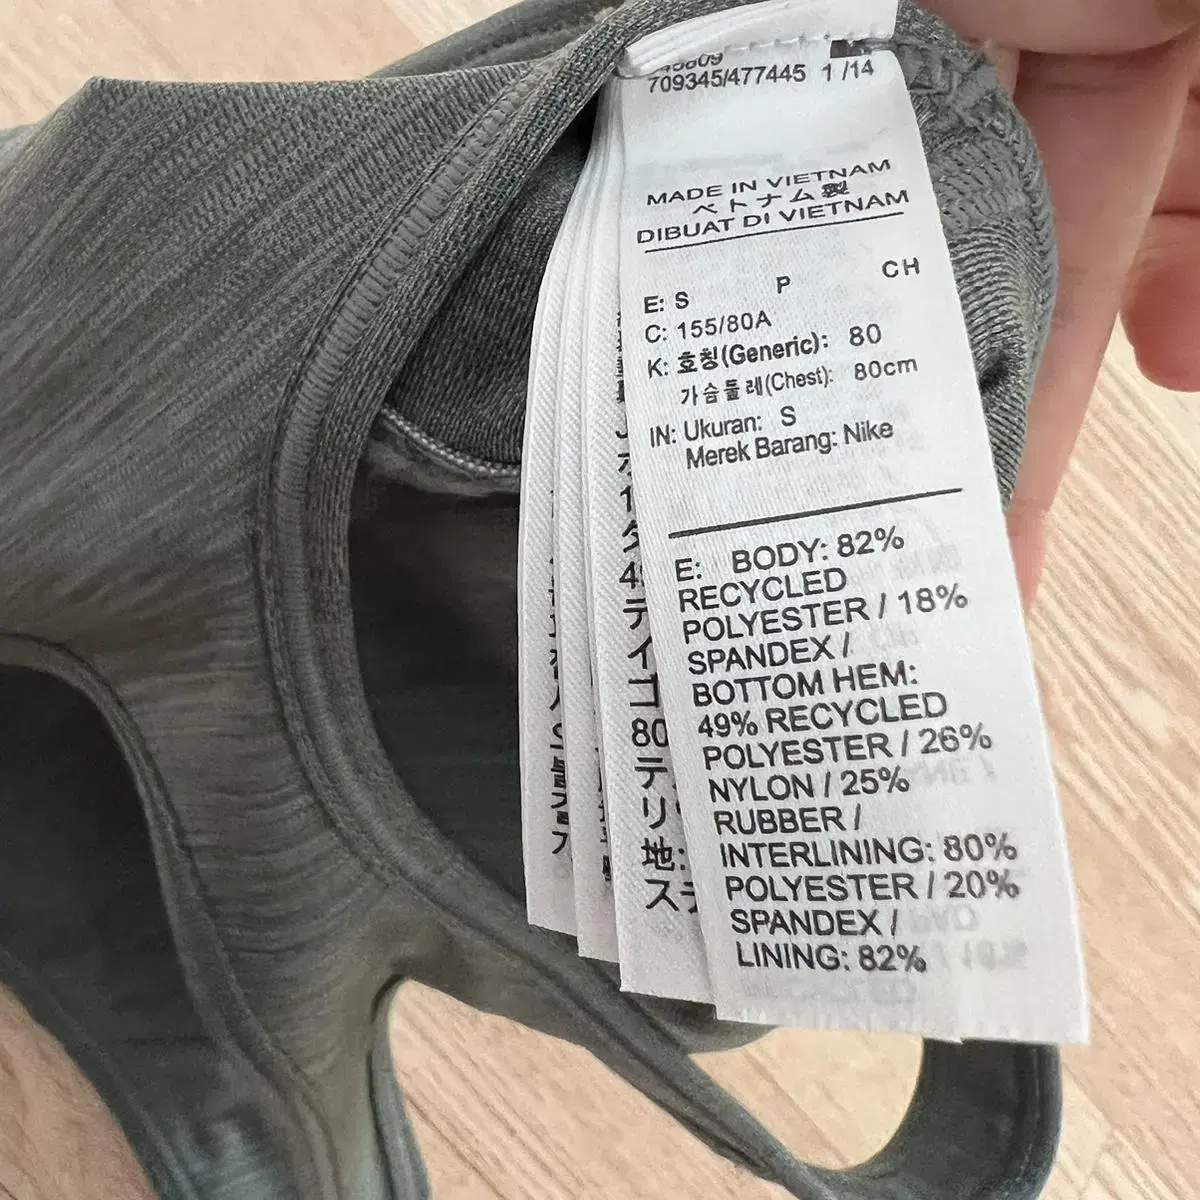 709345/477445 1 /14
MADE IN VIETNAM
ベトナム製
DIBUAT DI VIETNAM
E: S P CH
C: 155/80A
K: 호칭(Generic): 80
가슴둘레(Chest): 80cm
IN: Ukuran: S
Merek Barang: Nike
E: BODY: 82%
RECYCLED
POLYESTER / 18%
SPANDEX /
BOTTOM HEM:
49% RECYCLED
POLYESTER / 26%
NYLON / 25%
RUBBER /
INTERLINING: 80%
POLYESTER / 20%
SPANDEX /
LINING: 82%